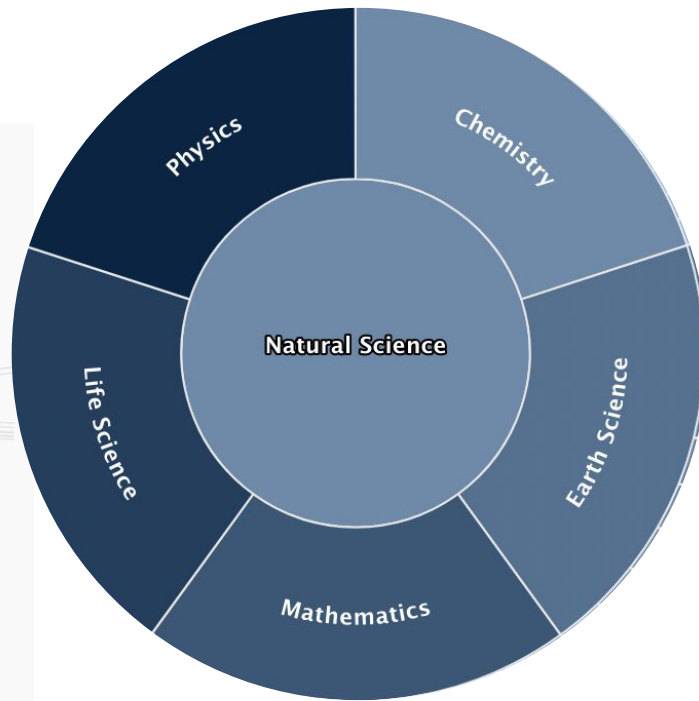 Physics
Chemistry
Natural Science
Life Science
Earth Science
Mathematics